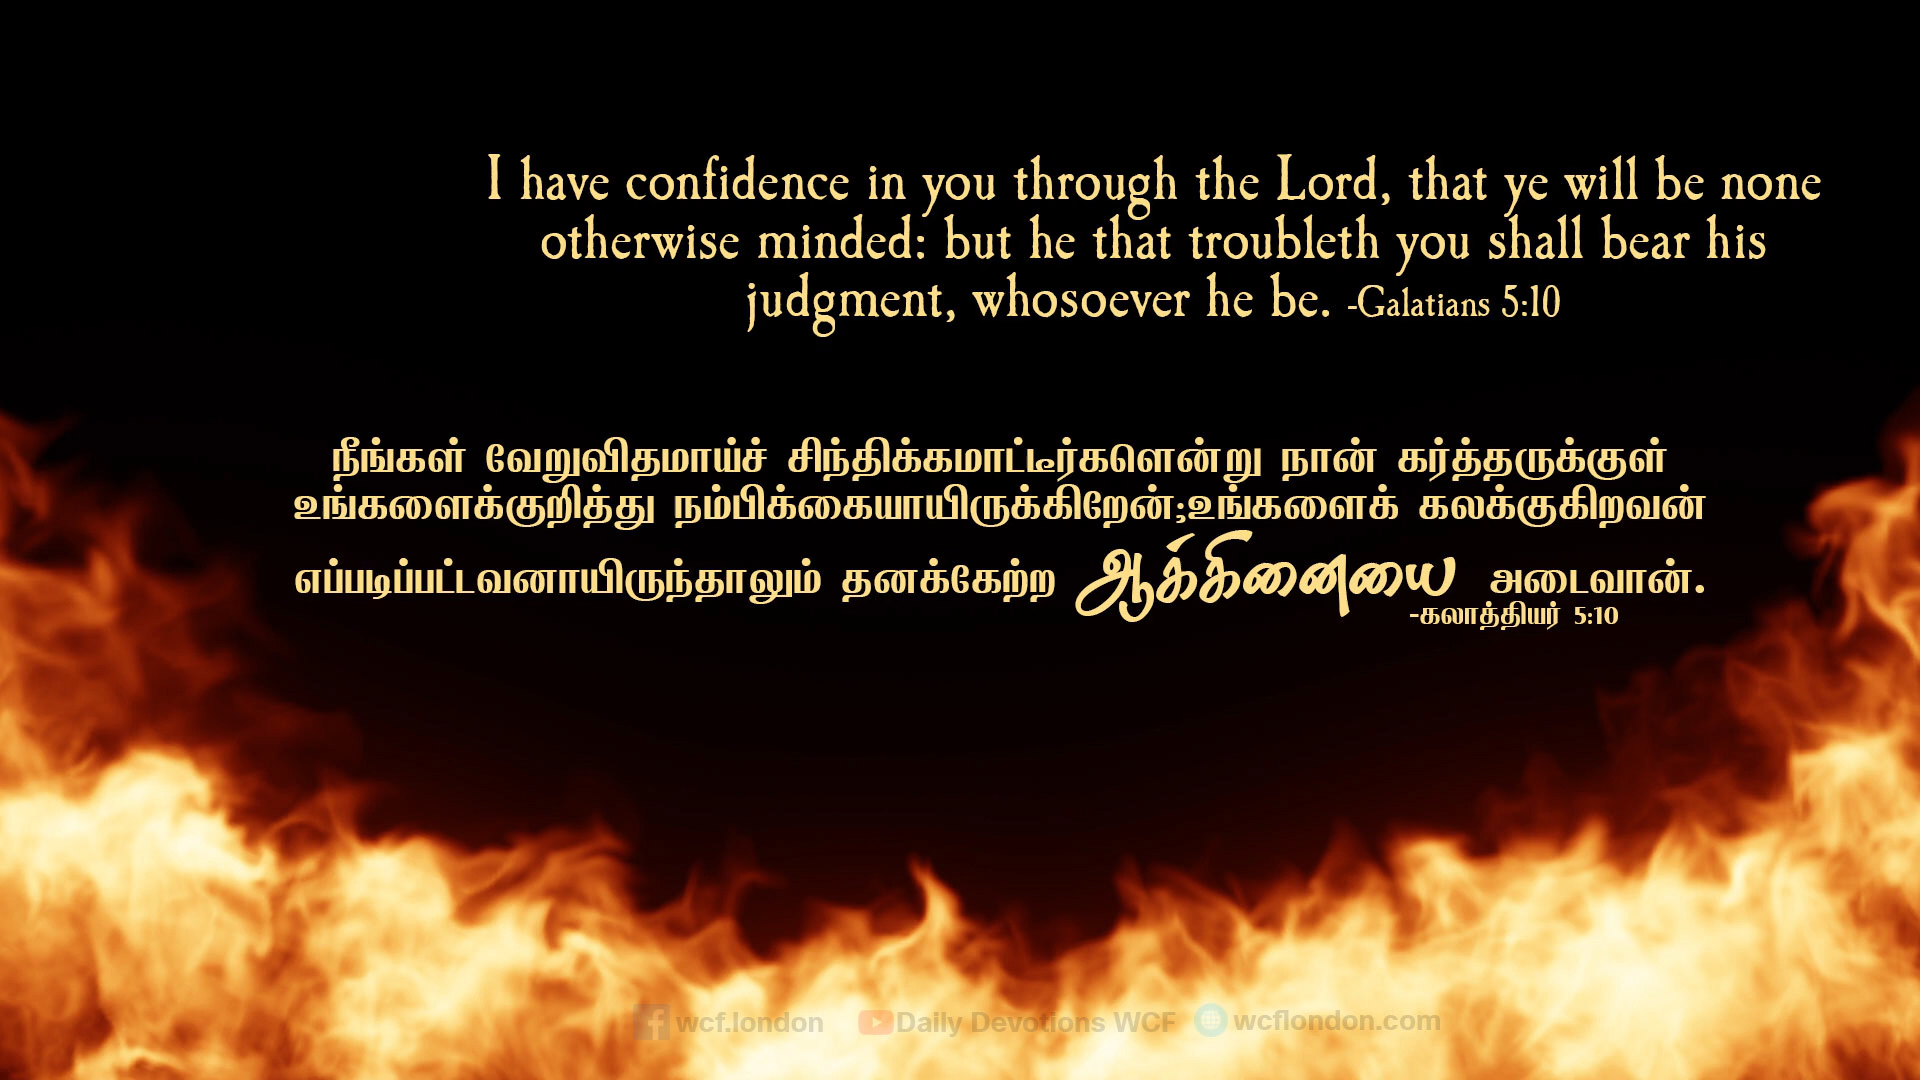 I have confidence in you through the Lord, that ye will be none
otherwise minded: but he that troubleth you shall bear his
judgment, whosoever he be. -Galatians 5:10
நீங்கள் வேறுவிதமாய்ச் சிந்திக்கமாட்டீர்களென்று நான் கர்த்தருக்குள்
உங்களைக்குறித்து நம்பிக்கையாயிருக்கிறேன்;உங்களைக் கலக்குகிறவன்
எப்படிப்பட்டவனாயிருந்தாலும் தனக்கேற்ற ஆக்கினையை அடைவான்.
-கலாத்தியர் 5:10
wcf.london Daily Devotions WCF wcflondon.com